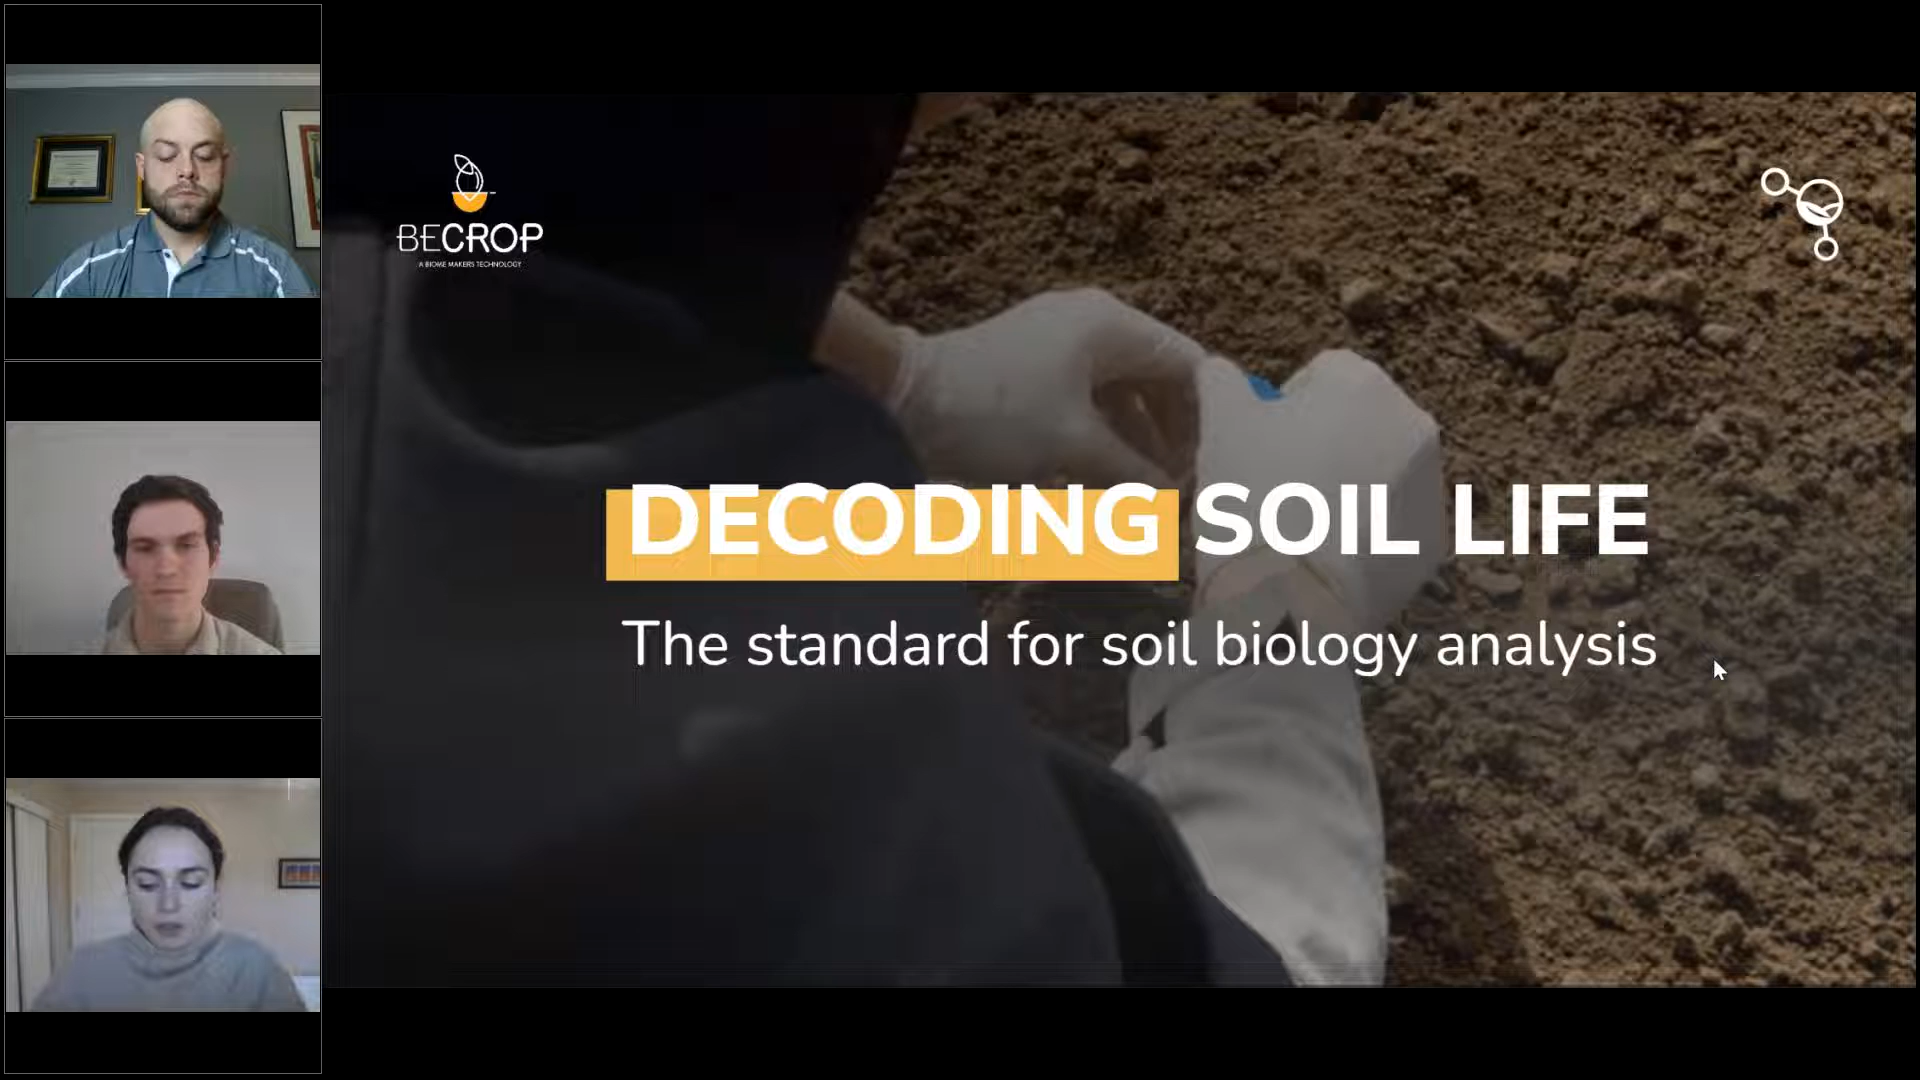 BECROP
A BIOME MAKERS TECHNOLOGY
DECODING SOIL LIFE
The standard for soil biology analysis